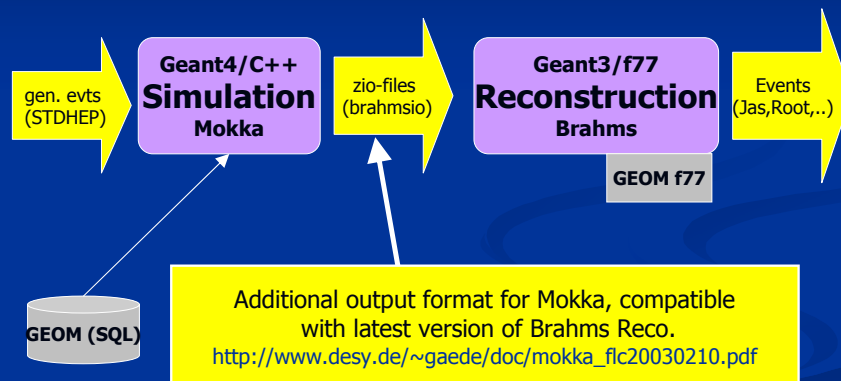 gen. evts
(STDHEP)
Geant4/C++
Simulation
Mokka
zio-files
(brahmsio)
Geant3/f77
Reconstruction
Brahms
Events
(Jas,Root,..)
GEOM f77
GEOM (SQL)
Additional output format for Mokka, compatible
with latest version of Brahms Reco.
http://www.desy.de/~gaede/doc/mokka_flc20030210.pdf